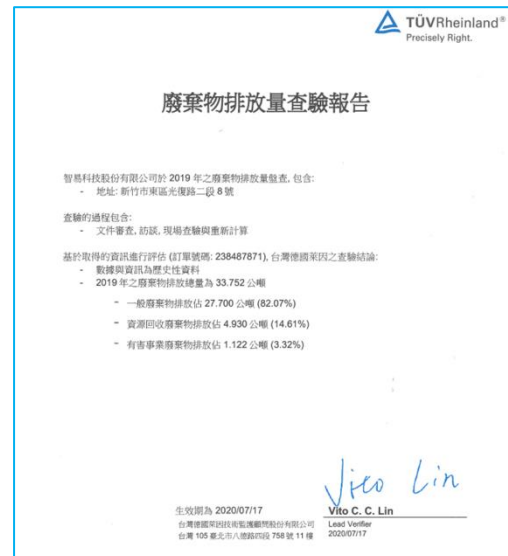 TÜVRheinland®
Precisely Right.
廢棄物排放量查驗報告
智易科技股份有限公司於 2019 年之廢棄物排放量盤查, 包含:
- 地址: 新竹市東區光復路二段 8 號
查驗的過程包含:
- 文件審查, 訪談, 現場查驗與重新計算
基於取得的資訊進行評估 (訂單號碼: 238487871), 台灣德國萊因之查驗結論:
- 數據與資訊為歷史性資料
- 2019 年之廢棄物排放總量為 33.752 公噸
- 一般廢棄物排放佔 27.700 公噸 (82.07%)
- 資源回收廢棄物排放佔 4.930 公噸 (14.61%)
- 有害事業廢棄物排放佔 1.122 公噸 (3.32%)
Vito Lin
生效期為 2020/07/17
Vito C. C. Lin
台灣德國萊因技術監護顧問股份有限公司
Lead Verifier
台灣 105 臺北市八德路四段 758 號 11 樓
2020/07/17